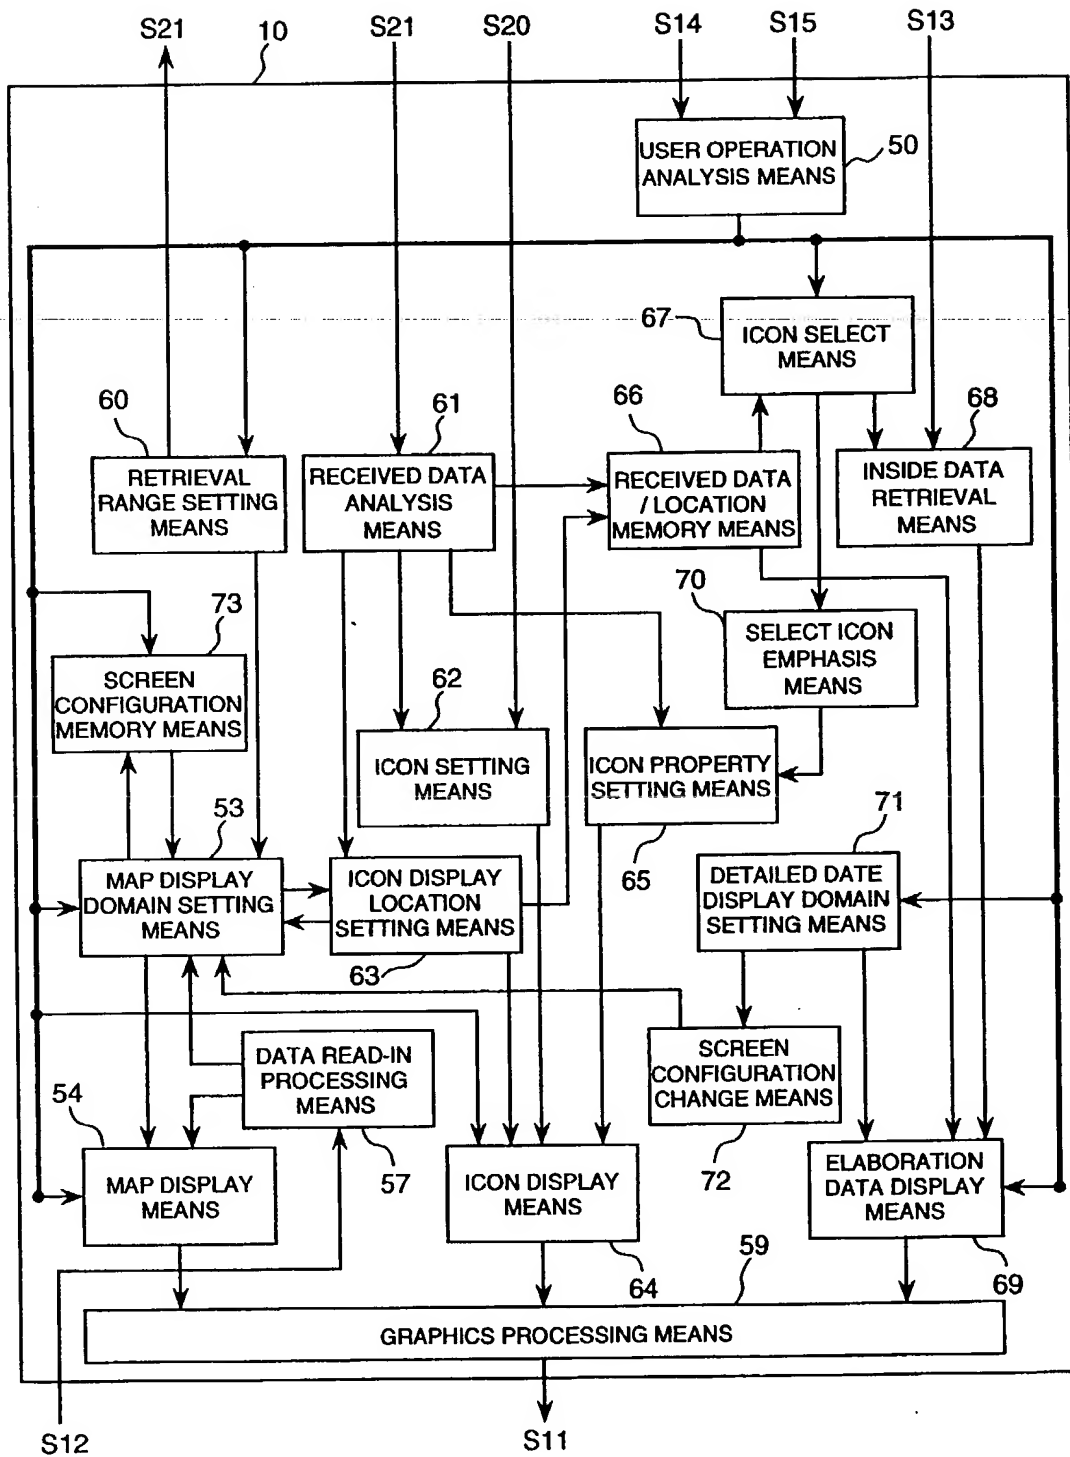 S21
10
S21
S20
S14
S15
S13
USER OPERATION
ANALYSIS MEANS
50
67
ICON SELECT
MEANS
60
61
66
68
RETRIEVAL
RANGE SETTING
MEANS
RECEIVED DATA
ANALYSIS
MEANS
RECEIVED DATA
/ LOCATION
MEMORY MEANS
INSIDE DATA
RETRIEVAL
MEANS
73
70
SCREEN
CONFIGURATION
MEMORY MEANS
SELECT ICON
EMPHASIS
MEANS
62
ICON SETTING
MEANS
ICON PROPERTY
SETTING MEANS
53
65
71
MAP DISPLAY
DOMAIN SETTING
MEANS
ICON DISPLAY
LOCATION
SETTING MEANS
63
DETAILED DATE
DISPLAY DOMAIN
SETTING MEANS
DATA READ-IN
PROCESSING
MEANS
57
SCREEN
CONFIGURATION
CHANGE MEANS
72
54
MAP DISPLAY
MEANS
ICON DISPLAY
MEANS
64
ELABORATION
DATA DISPLAY
MEANS
69
59
GRAPHICS PROCESSING MEANS
S12
S11